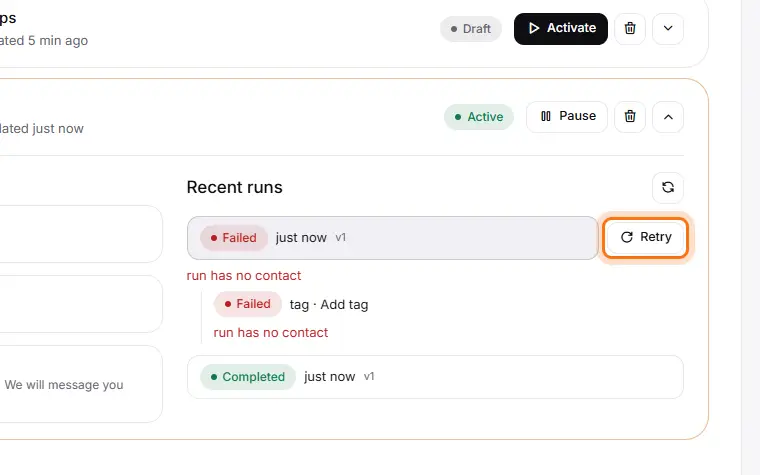 ps
ated 5 min ago
Draft
Activate
lated just now
Active
Pause
Recent runs
Failed just now v1
Retry
run has no contact
Failed tag · Add tag
run has no contact
Completed just now v1
We will message you